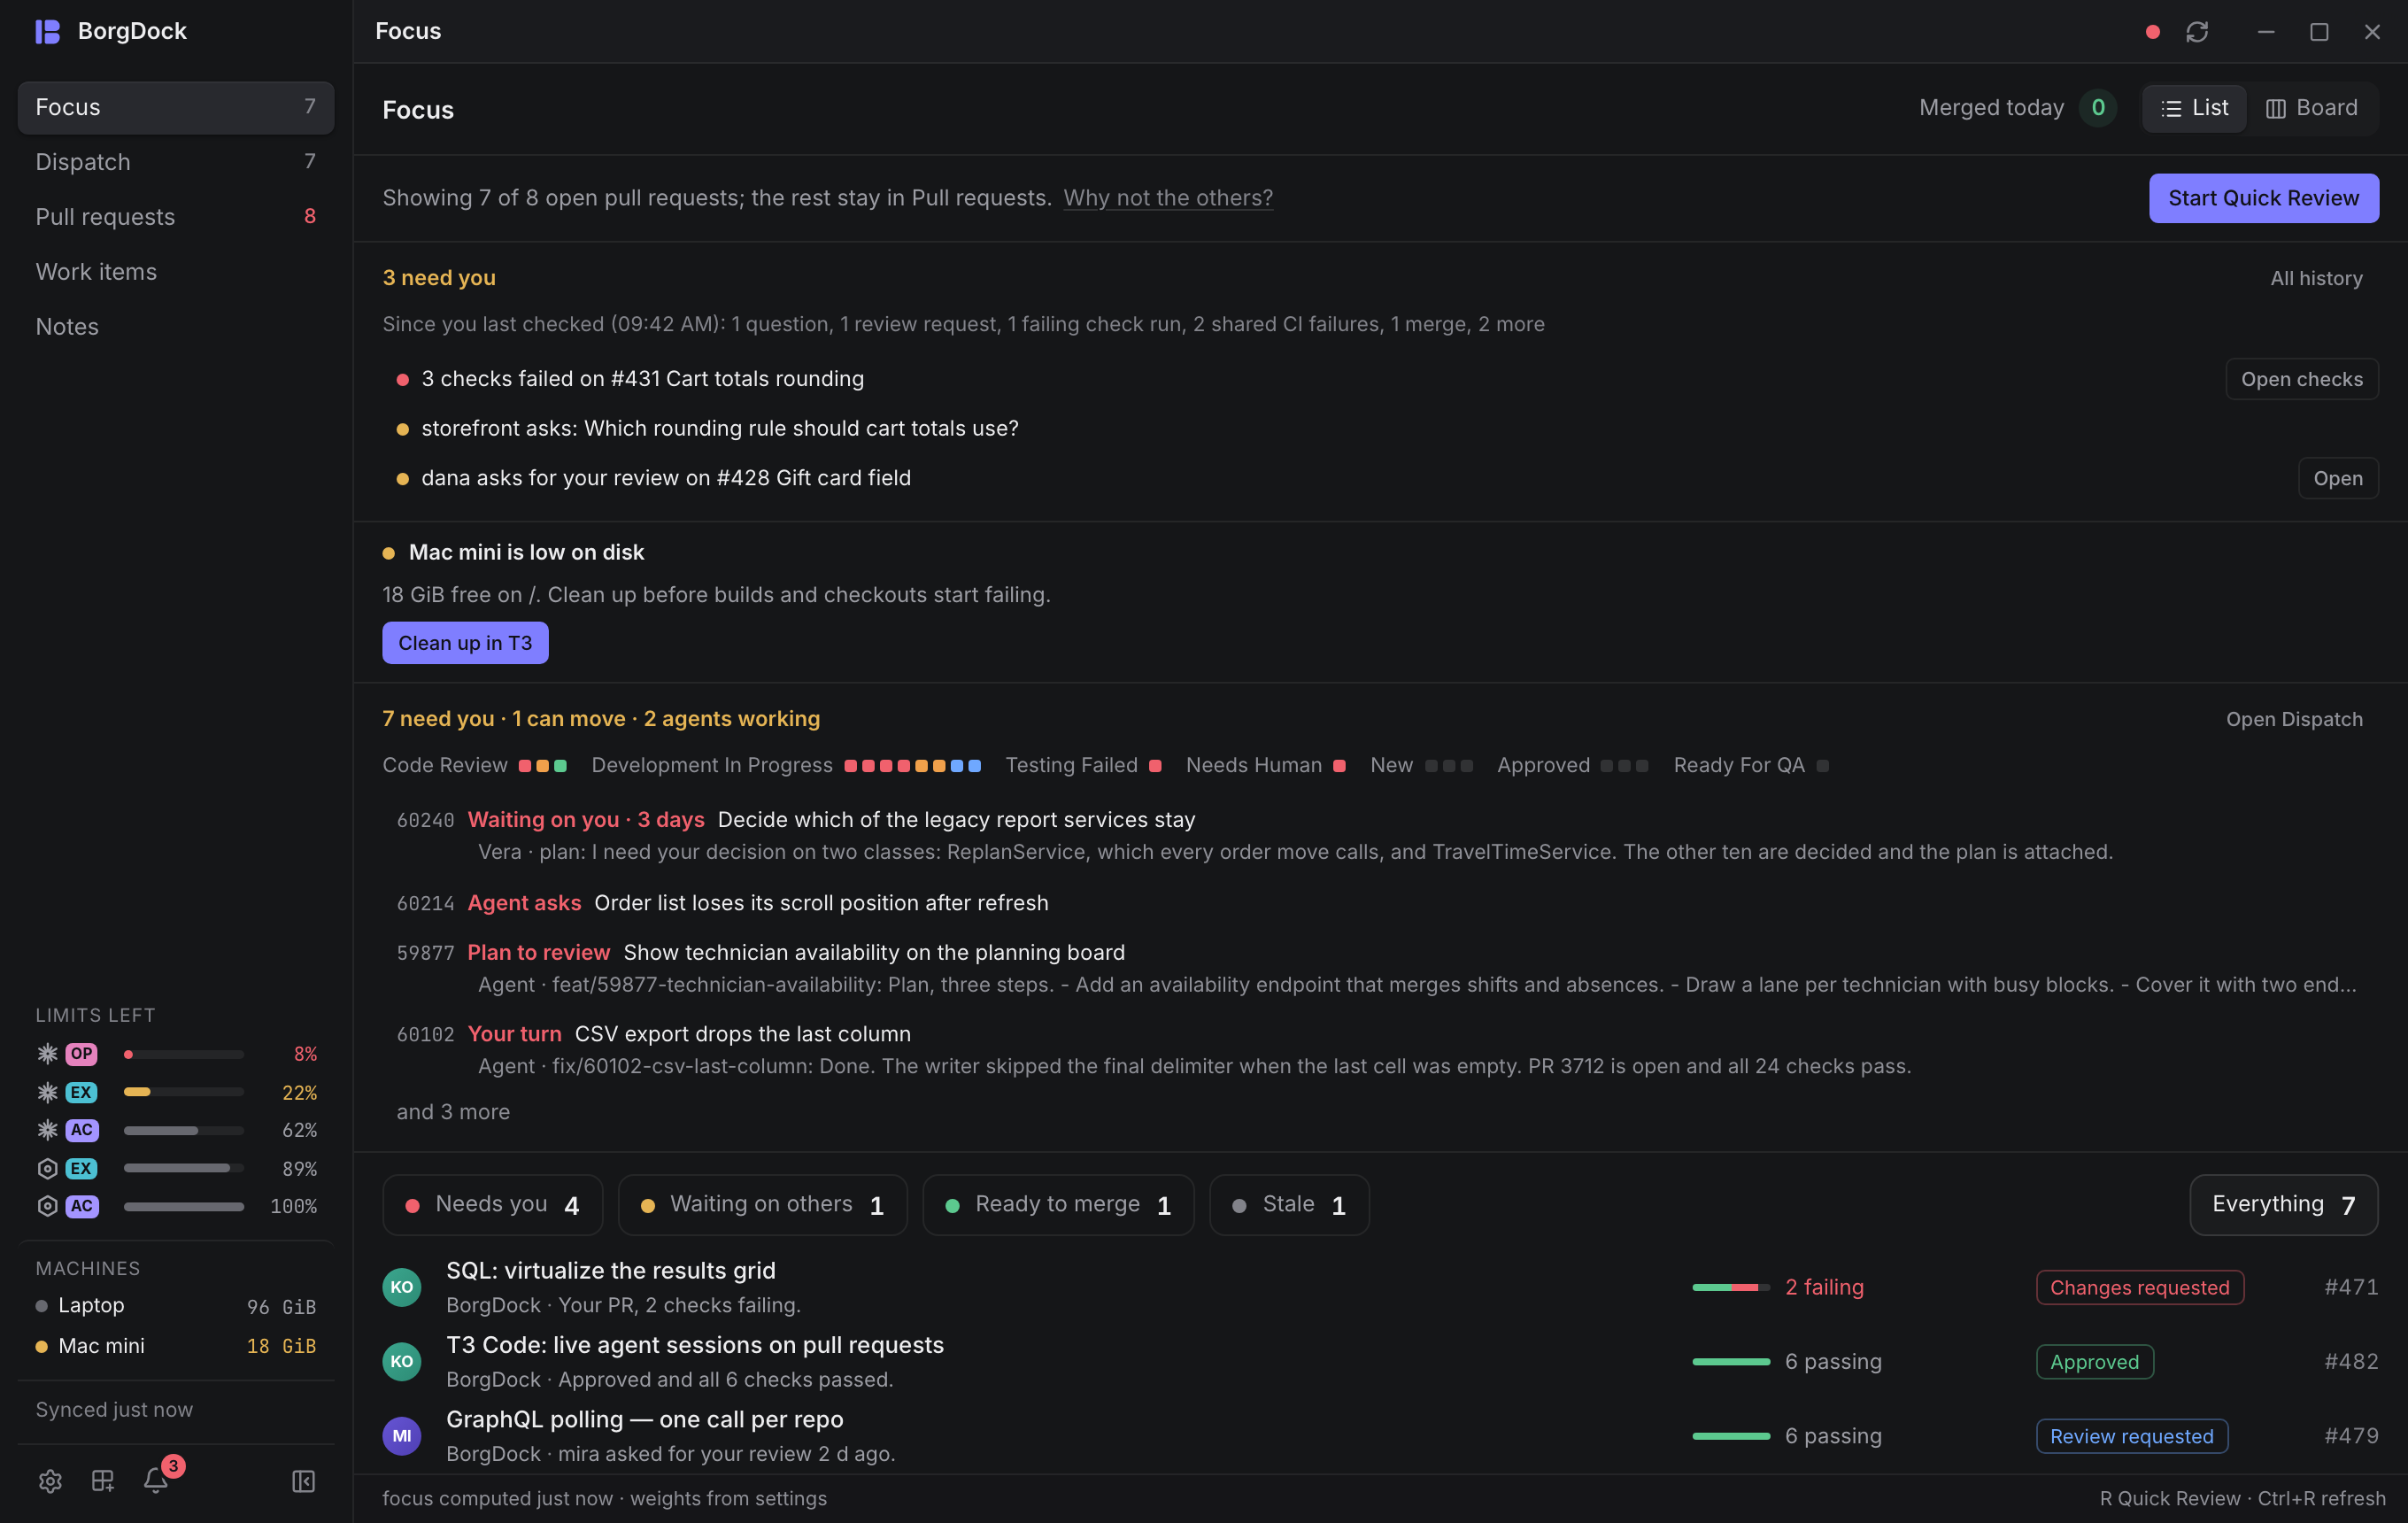 BorgDock
Focus
Focus 7
Dispatch 7
Pull requests 8
Work items
Notes
LIMITS LEFT
OP 8%
EX 22%
AC 62%
EX 89%
AC 100%
MACHINES
Laptop 96 GiB
Mac mini 18 GiB
Synced just now
3
Focus
Merged today 0
List
Board
Showing 7 of 8 open pull requests; the rest stay in Pull requests. Why not the others?
Start Quick Review
3 need you
All history
Since you last checked (09:42 AM): 1 question, 1 review request, 1 failing check run, 2 shared CI failures, 1 merge, 2 more
3 checks failed on #431 Cart totals rounding
Open checks
storefront asks: Which rounding rule should cart totals use?
dana asks for your review on #428 Gift card field
Open
Mac mini is low on disk
18 GiB free on /. Clean up before builds and checkouts start failing.
Clean up in T3
7 need you · 1 can move · 2 agents working
Open Dispatch
Code Review Development In Progress Testing Failed Needs Human New Approved Ready For QA
60240 Waiting on you · 3 days Decide which of the legacy report services stay
Vera · plan: I need your decision on two classes: ReplanService, which every order move calls, and TravelTimeService. The other ten are decided and the plan is attached.
60214 Agent asks Order list loses its scroll position after refresh
59877 Plan to review Show technician availability on the planning board
Agent · feat/59877-technician-availability: Plan, three steps. - Add an availability endpoint that merges shifts and absences. - Draw a lane per technician with busy blocks. - Cover it with two end...
60102 Your turn CSV export drops the last column
Agent · fix/60102-csv-last-column: Done. The writer skipped the final delimiter when the last cell was empty. PR 3712 is open and all 24 checks pass.
and 3 more
Needs you 4
Waiting on others 1
Ready to merge 1
Stale 1
Everything 7
KO SQL: virtualize the results grid
BorgDock · Your PR, 2 checks failing.
2 failing Changes requested #471
KO T3 Code: live agent sessions on pull requests
BorgDock · Approved and all 6 checks passed.
6 passing Approved #482
MI GraphQL polling — one call per repo
BorgDock · mira asked for your review 2 d ago.
6 passing Review requested #479
focus computed just now · weights from settings
R Quick Review · Ctrl+R refresh